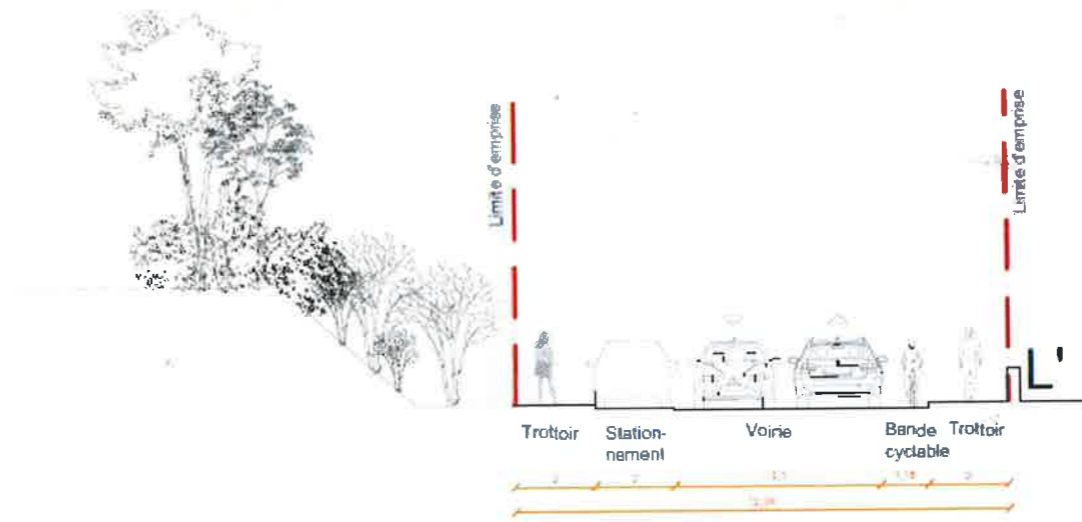 Limite d'emprise
Limite d'emprise
Trottoir
Station-
nement
Voirie
Bande
cyclable
Trottoir
2
2